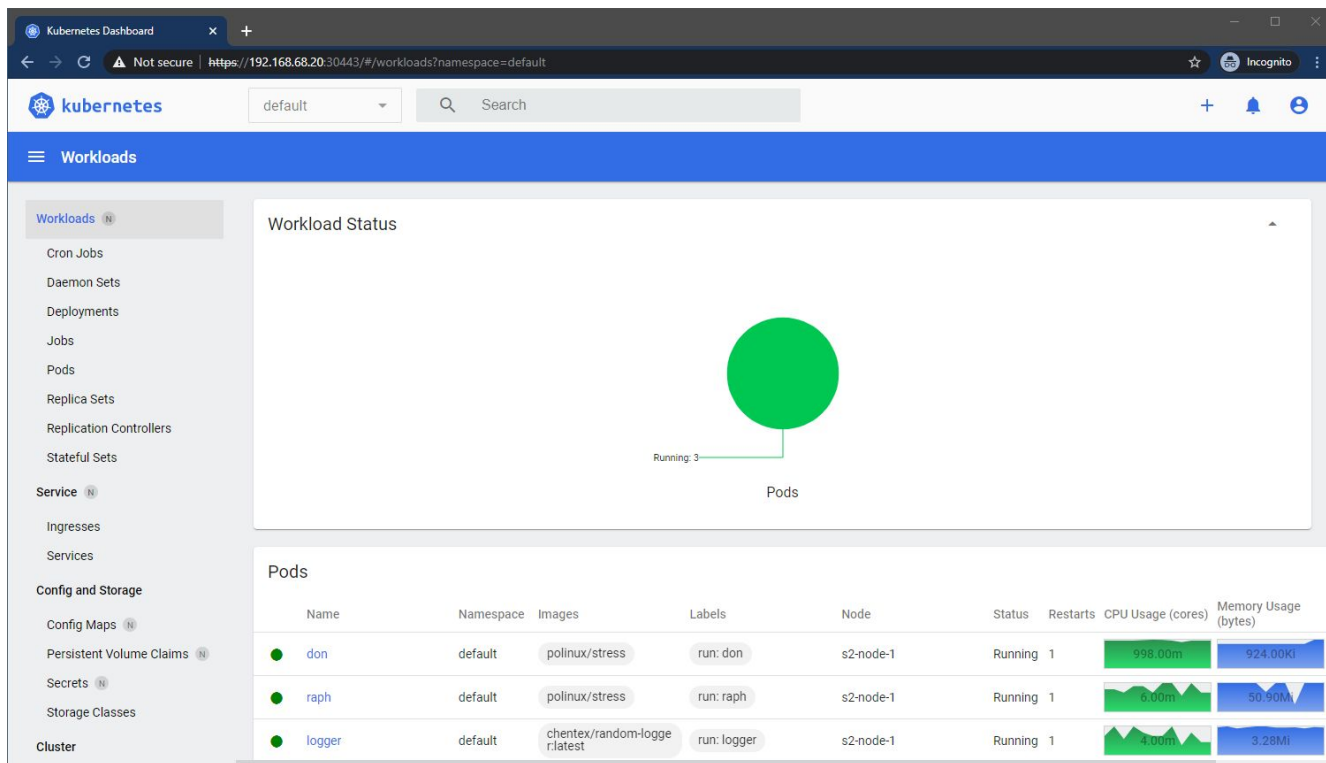 Kubernetes Dashboard
Not secure | https://192.168.68.20:30443/#/workloads?namespace=default
Incognito
kubernetes
default
Search
Workloads
Workloads N
Cron Jobs
Daemon Sets
Deployments
Jobs
Pods
Replica Sets
Replication Controllers
Stateful Sets
Service N
Ingresses
Services
Config and Storage
Config Maps N
Persistent Volume Claims N
Secrets N
Storage Classes
Cluster
Workload Status
Running: 3
Pods
Pods
Name Namespace Images Labels Node Status Restarts CPU Usage (cores) Memory Usage
(bytes)
don default polinux/stress run: don s2-node-1 Running 1 998.00m 924.00Ki
raph default polinux/stress run: raph s2-node-1 Running 1 6.00m 50.90Mi
logger default chentex/random-logge
r:latest run: logger s2-node-1 Running 1 4.00m 3.28Mi